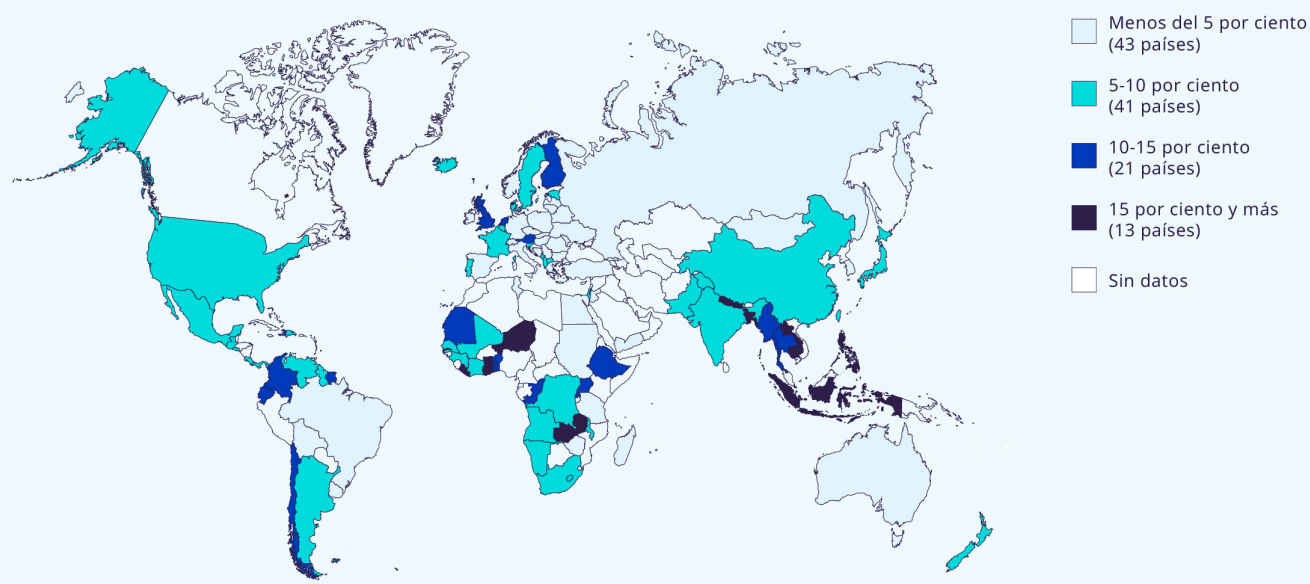 Menos del 5 por ciento
(43 países)
5-10 por ciento
(41 países)
10-15 por ciento
(21 países)
15 por ciento y más
(13 países)
Sin datos